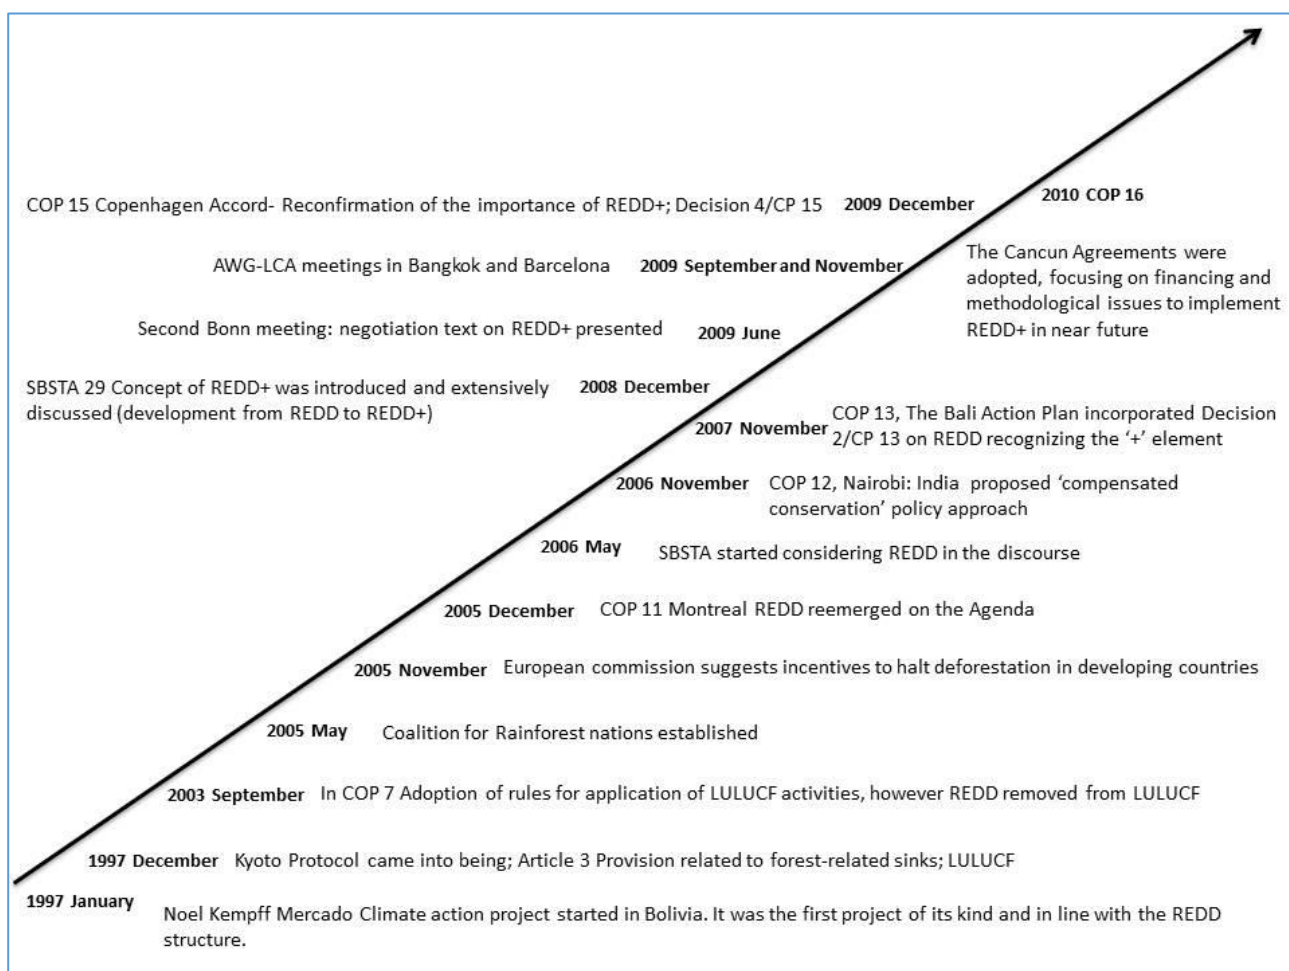 2010 COP 16
COP 15 Copenhagen Accord- Reconfirmation of the importance of REDD+; Decision 4/CP 15 2009 December
The Cancun Agreements were
adopted, focusing on financing and
methodological issues to implement
REDD+ in near future
AWG-LCA meetings in Bangkok and Barcelona 2009 September and November
Second Bonn meeting: negotiation text on REDD+ presented 2009 June
SBSTA 29 Concept of REDD+ was introduced and extensively 2008 December
discussed (development from REDD to REDD+)
2007 November COP 13, The Bali Action Plan incorporated Decision
2/CP 13 on REDD recognizing the ‘+’ element
2006 November COP 12, Nairobi: India proposed ‘compensated
conservation’ policy approach
2006 May SBSTA started considering REDD in the discourse
2005 December COP 11 Montreal REDD reemerged on the Agenda
2005 November European commission suggests incentives to halt deforestation in developing countries
2005 May Coalition for Rainforest nations established
2003 September In COP 7 Adoption of rules for application of LULUCF activities, however REDD removed from LULUCF
1997 December Kyoto Protocol came into being; Article 3 Provision related to forest-related sinks; LULUCF
1997 January Noel Kempff Mercado Climate action project started in Bolivia. It was the first project of its kind and in line with the REDD
structure.